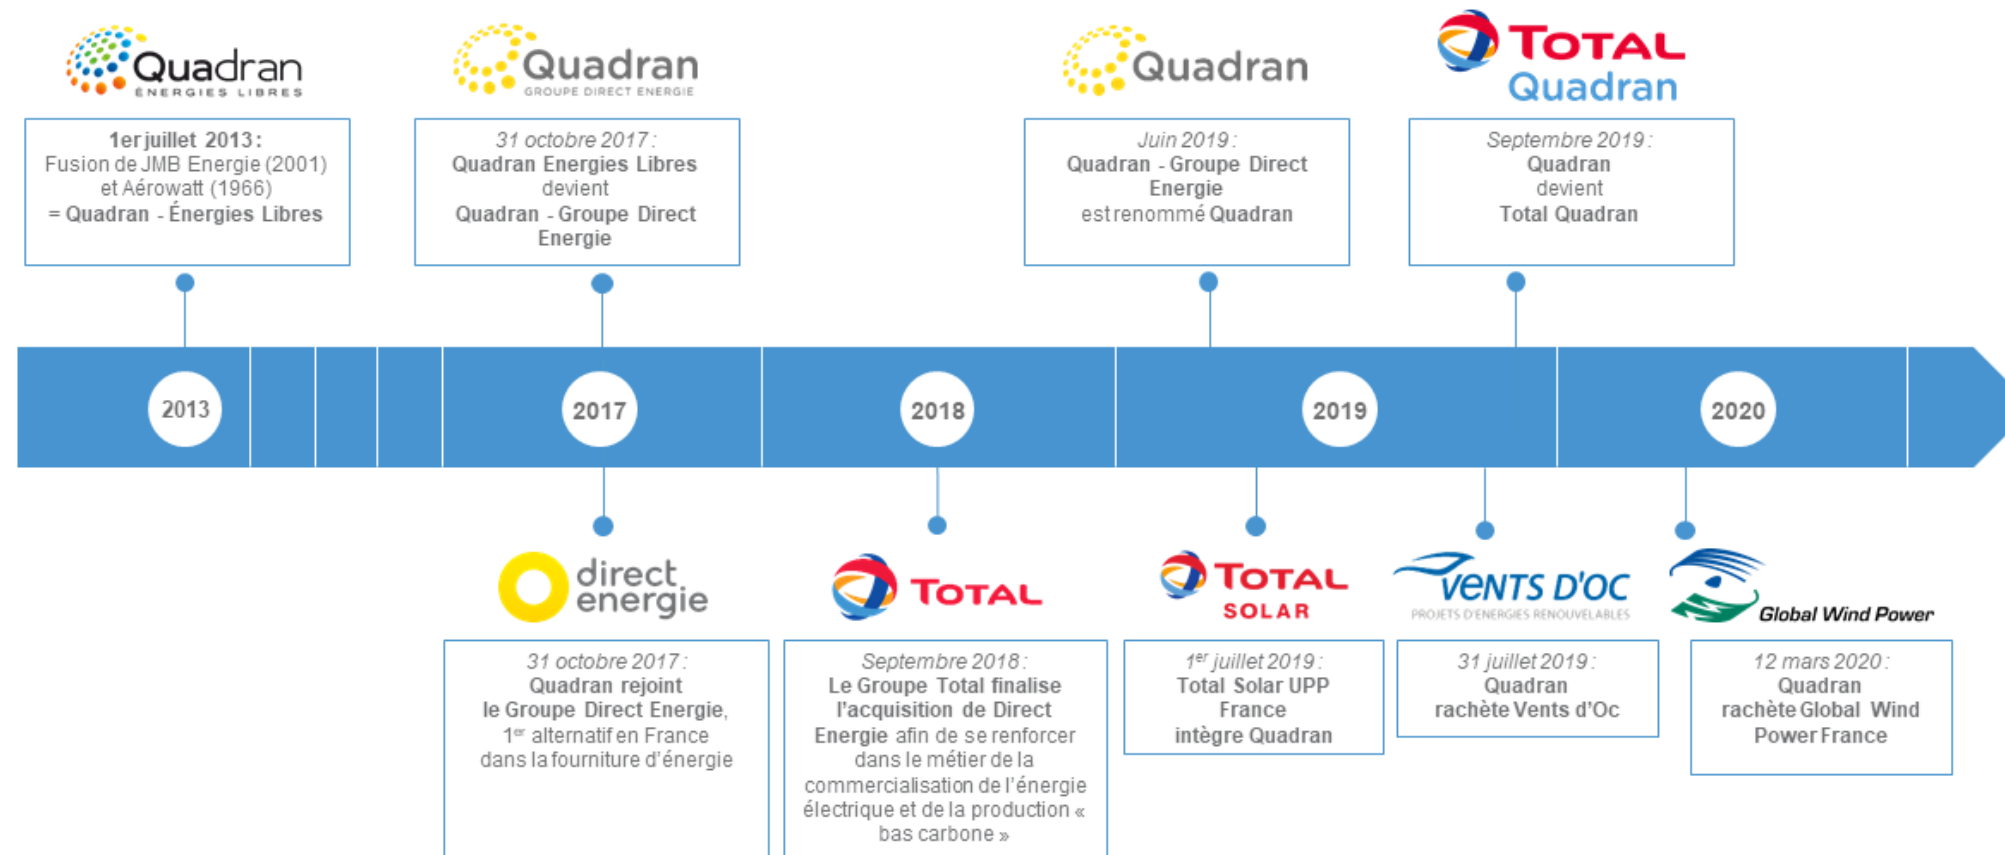 Quadran
ÉNERGIES LIBRES
1er juillet 2013 :
Fusion de JMB Energie (2001)
et Aérowatt (1966)
= Quadran - Énergies Libres
Quadran
GROUPE DIRECT ENERGIE
31 octobre 2017 :
Quadran Energies Libres
devient
Quadran - Groupe Direct
Energie
Quadran
Juin 2019 :
Quadran - Groupe Direct
Energie
est renommé Quadran
TOTAL
Quadran
Septembre 2019 :
Quadran
devient
Total Quadran
2013
2017
2018
2019
2020
direct
energie
31 octobre 2017 :
Quadran rejoint
le Groupe Direct Energie,
1er alternatif en France
dans la fourniture d’énergie
TOTAL
Septembre 2018 :
Le Groupe Total finalise
l’acquisition de Direct
Energie afin de se renforcer
dans le métier de la
commercialisation de l’énergie
électrique et de la production «
bas carbone »
TOTAL
SOLAR
1er juillet 2019 :
Total Solar UPP
France
intègre Quadran
VENTS D'OC
PROJETS D'ENERGIES RENOUVELABLES
31 juillet 2019 :
Quadran
rachète Vents d’Oc
Global Wind Power
12 mars 2020 :
Quadran
rachète Global Wind
Power France